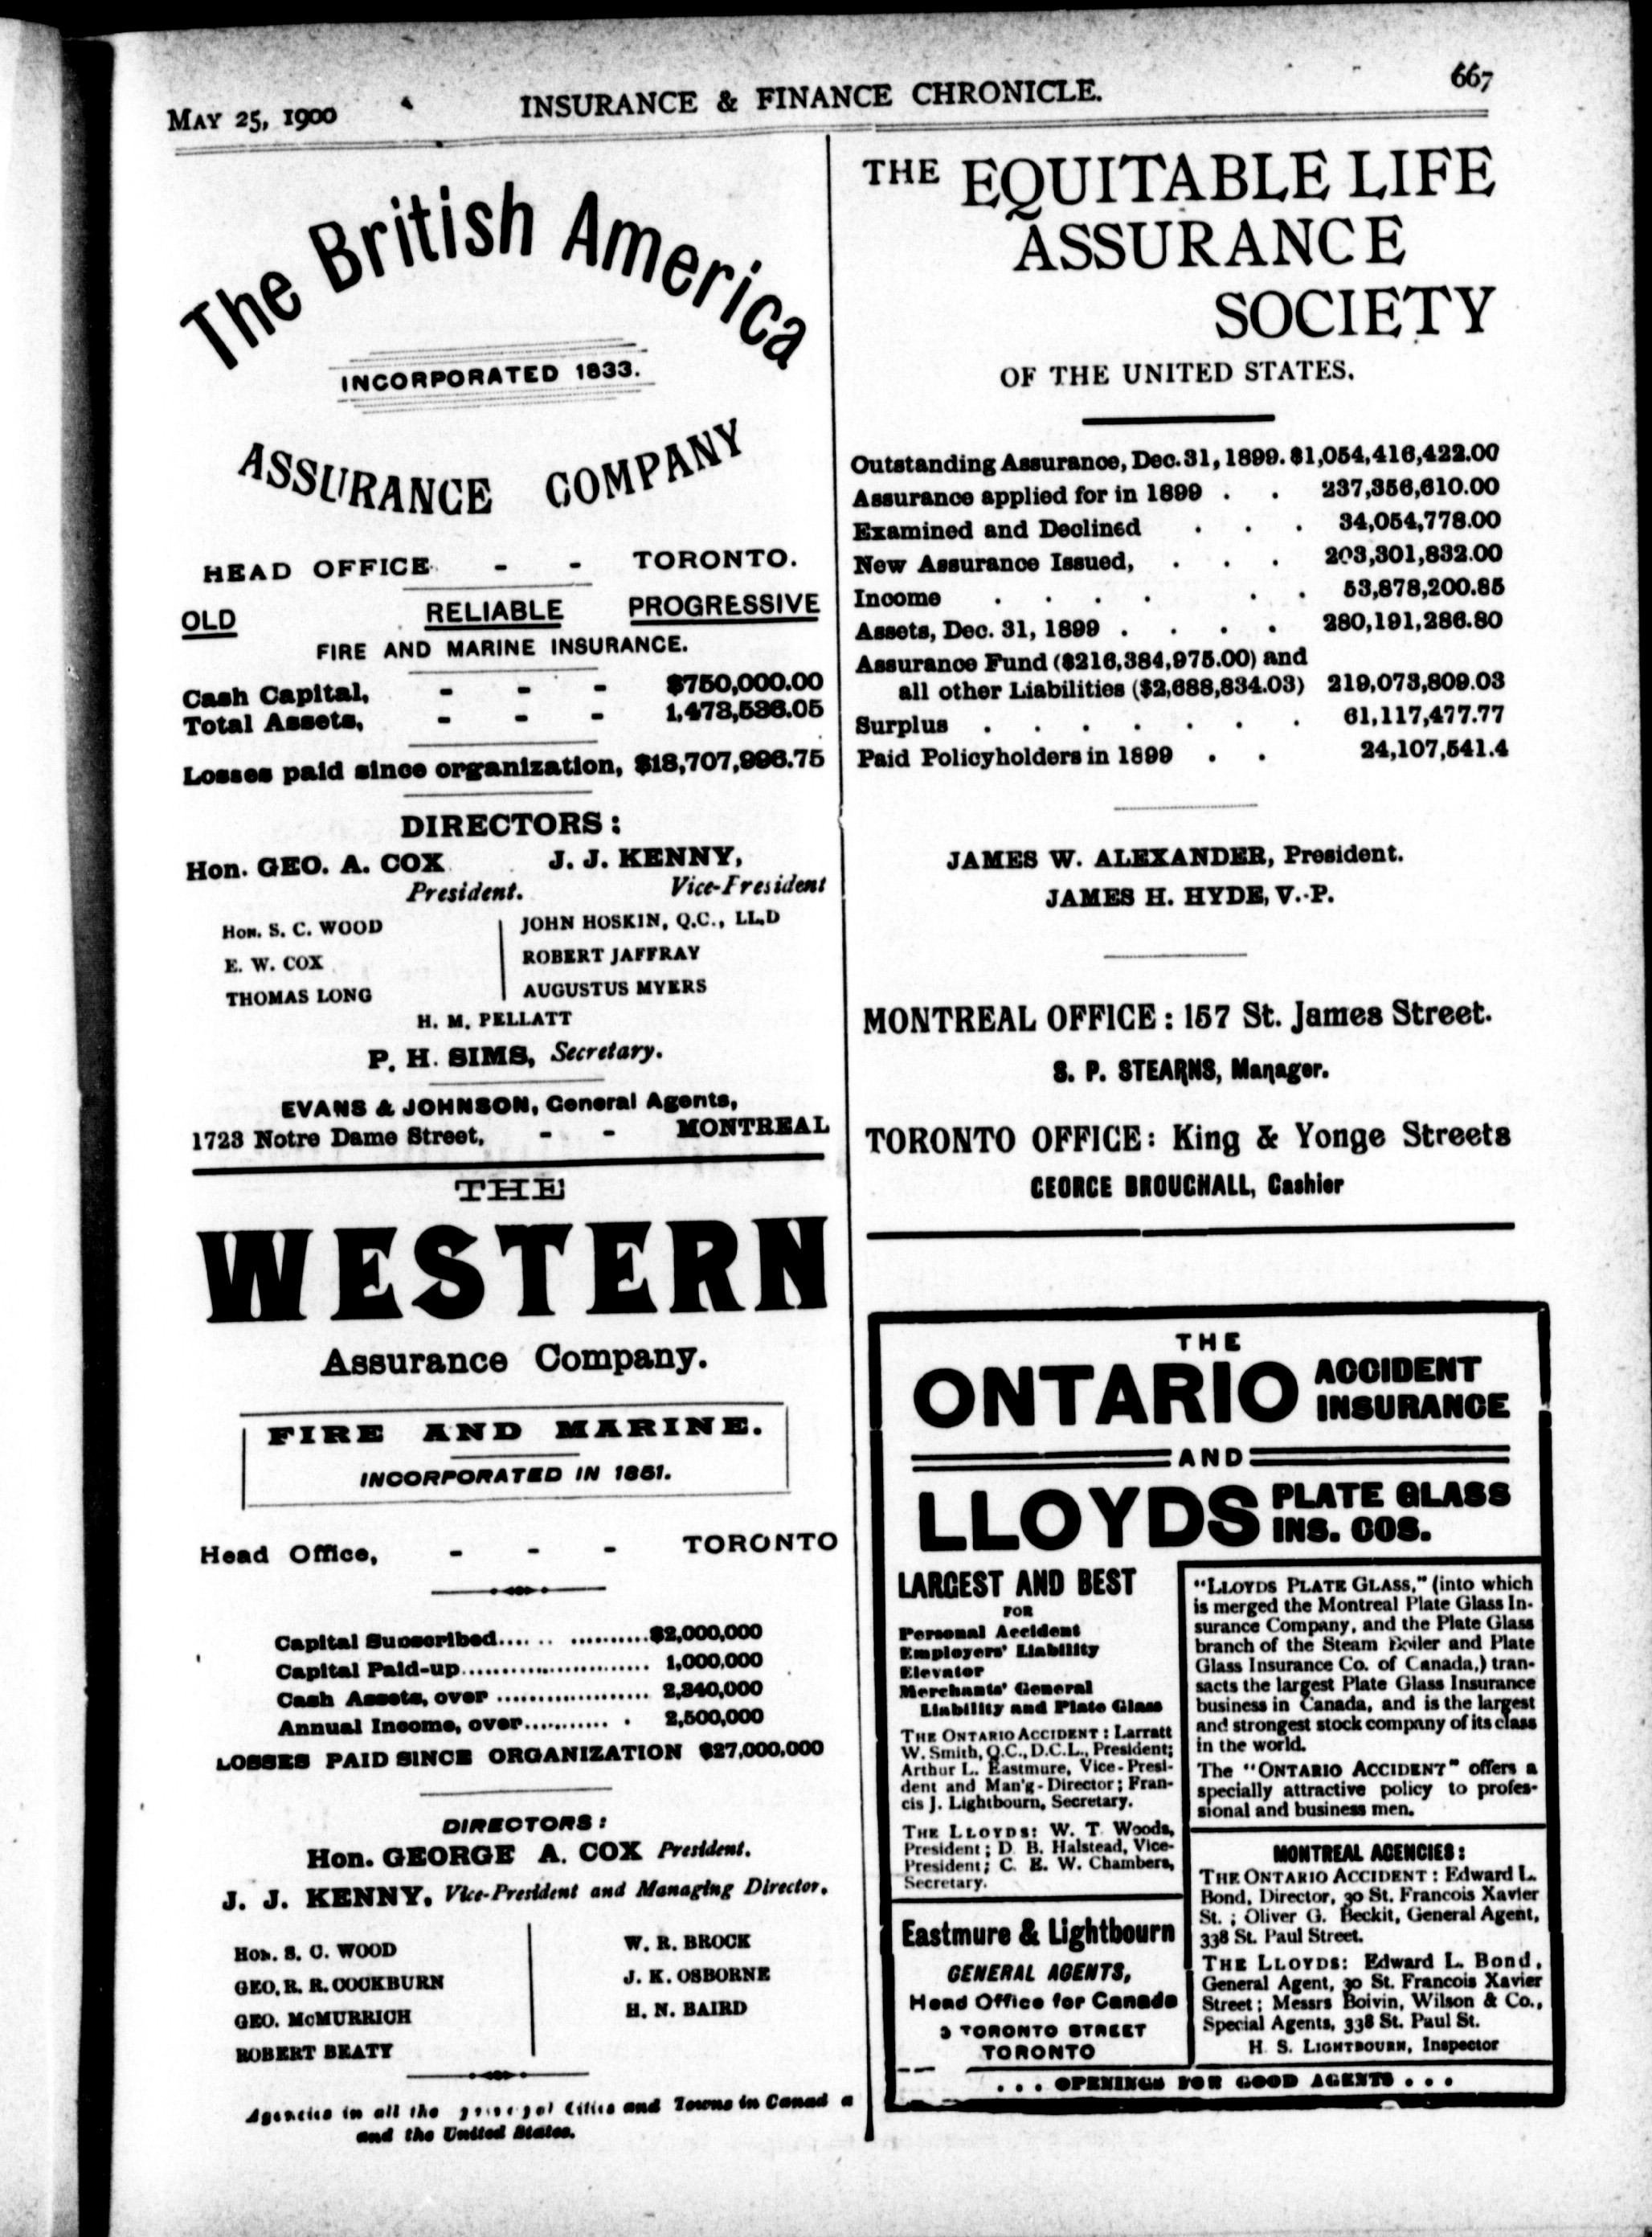 MAY 25, 1900
INSURANCE & FINANCE CHRONICLE.
667
The British America
INCORPORATED 1833.
ASSURANCE COMPANY
HEAD OFFICE - - TORONTO.
OLD RELIABLE PROGRESSIVE
FIRE AND MARINE INSURANCE.
Cash Capital, - - - $750,000.00
Total Assets, - - - 1,473,536.05
Losses paid since organization, $18,707,996.75
DIRECTORS:
Hon. GEO. A. COX J. J. KENNY,
President. Vice-President
HON. S. C. WOOD JOHN HOSKIN, Q.C., LL.D
E. W. COX ROBERT JAFFRAY
THOMAS LONG AUGUSTUS MYERS
H. M. PELLATT
P. H. SIMS, Secretary.
EVANS & JOHNSON, General Agents,
1723 Notre Dame Street, - - MONTREAL
THE
WESTERN
Assurance Company.
FIRE AND MARINE.
INCORPORATED IN 1851.
Head Office, - - - TORONTO
Capital Suoscribed.... .. ..........$2,000,000
Capital Paid-up......................... 1,000,000
Cash Assets, over .................... 2,340,000
Annual Income, over........... . 2,500,000
LOSSES PAID SINCE ORGANIZATION $27,000,000
DIRECTORS:
Hon. GEORGE A. COX President.
J. J. KENNY, Vice-President and Managing Director.
HON. S. C. WOOD W. R. BROCK
GEO. R. R. COCKBURN J. K. OSBORNE
GEO. McMURRICH H. N. BAIRD
ROBERT BEATY
Agencies in all the principal Cities and Towns in Canada
and the United States.
THE EQUITABLE LIFE
ASSURANCE
SOCIETY
OF THE UNITED STATES.
Outstanding Assurance, Dec. 31, 1899. $1,054,416,422.00
Assurance applied for in 1899 . . 237,356,610.00
Examined and Declined . . . 34,054,778.00
New Assurance Issued, . . . 203,301,832.00
Income . . . . . . 53,878,200.85
Assets, Dec. 31, 1899 . . . . 280,191,286.80
Assurance Fund ($216,384,975.00) and
all other Liabilities ($2,688,834.03) 219,073,809.03
Surplus . . . . . . . 61,117,477.77
Paid Policyholders in 1899 . . 24,107,541.4
JAMES W. ALEXANDER, President.
JAMES H. HYDE, V.-P.
MONTREAL OFFICE: 157 St. James Street.
S. P. STEARNS, Manager.
TORONTO OFFICE: King & Yonge Streets
GEORGE BROUGHALL, Cashier
THE
ONTARIO ACCIDENT
INSURANCE
AND
LLOYDS PLATE GLASS
INS. COS.
LARGEST AND BEST
FOR
Personal Accident
Employers' Liability
Elevator
Merchants' General
Liability and Plate Glass
THE ONTARIO ACCIDENT: Larratt
W. Smith, Q.C., D.C.L., President;
Arthur L. Eastmure, Vice-Presi-
dent and Man'g-Director; Fran-
cis J. Lightbourn, Secretary.
THE LLOYDS: W. T. Woods,
President; D. B. Halstead, Vice-
President; C. E. W. Chambers,
Secretary.
Eastmure & Lightbourn
GENERAL AGENTS,
Head Office for Canada
3 TORONTO STREET
TORONTO
"LLOYDS PLATE GLASS," (into which
is merged the Montreal Plate Glass In-
surance Company, and the Plate Glass
branch of the Steam Boiler and Plate
Glass Insurance Co. of Canada,) tran-
sacts the largest Plate Glass Insurance
business in Canada, and is the largest
and strongest stock company of its class
in the world.
The "ONTARIO ACCIDENT" offers a
specially attractive policy to profes-
sional and business men.
MONTREAL AGENCIES:
THE ONTARIO ACCIDENT: Edward L.
Bond, Director, 30 St. Francois Xavier
St.; Oliver G. Beckit, General Agent,
338 St. Paul Street.
THE LLOYDS: Edward L. Bond,
General Agent, 30 St. Francois Xavier
Street; Messrs Boivin, Wilson & Co.,
Special Agents, 338 St. Paul St.
H. S. LIGHTBOURN, Inspector
. . . OPENINGS FOR GOOD AGENTS . . .